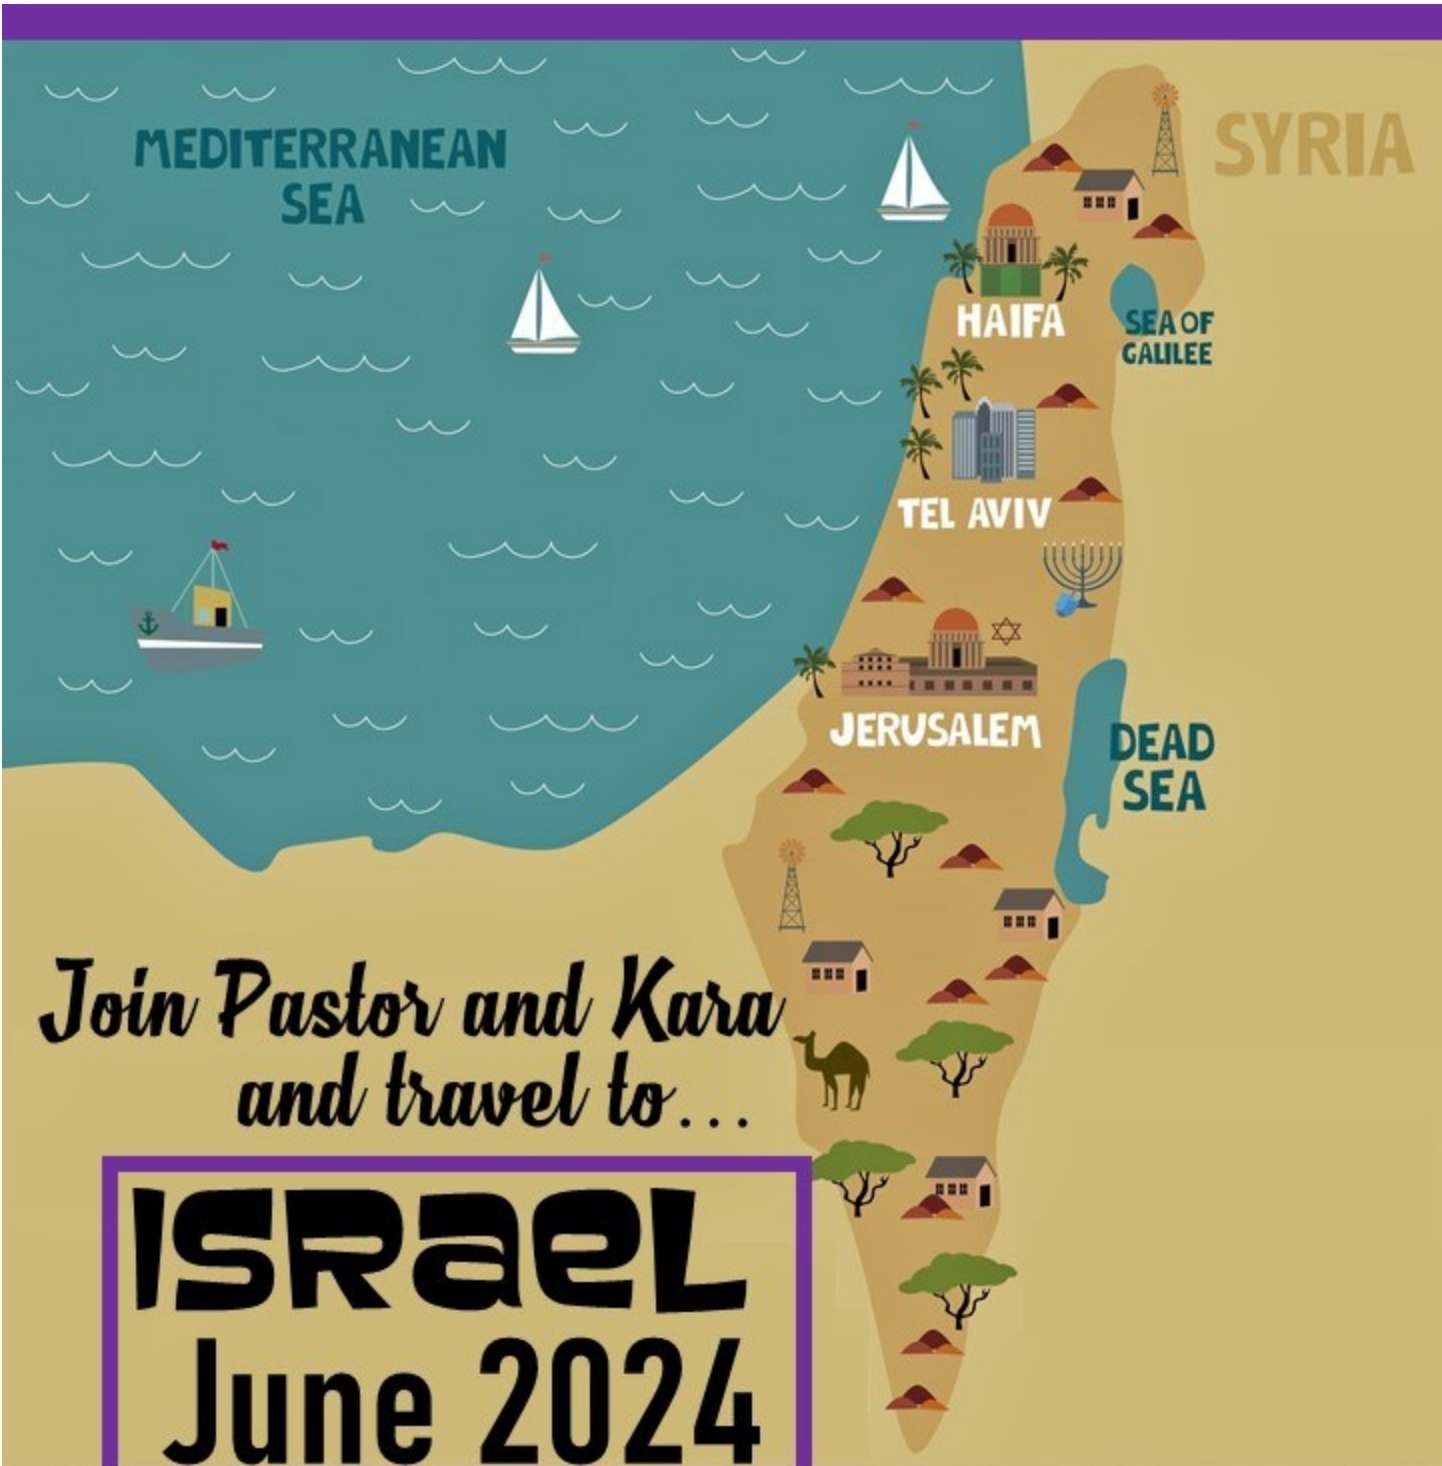 MEDITERRANEAN
SEA
SYRIA
HAIFA
SEA OF
GALILEE
TEL AVIV
JERUSALEM
DEAD
SEA
Join Pastor and Kara
and travel to...
ISRaeL
June 2024